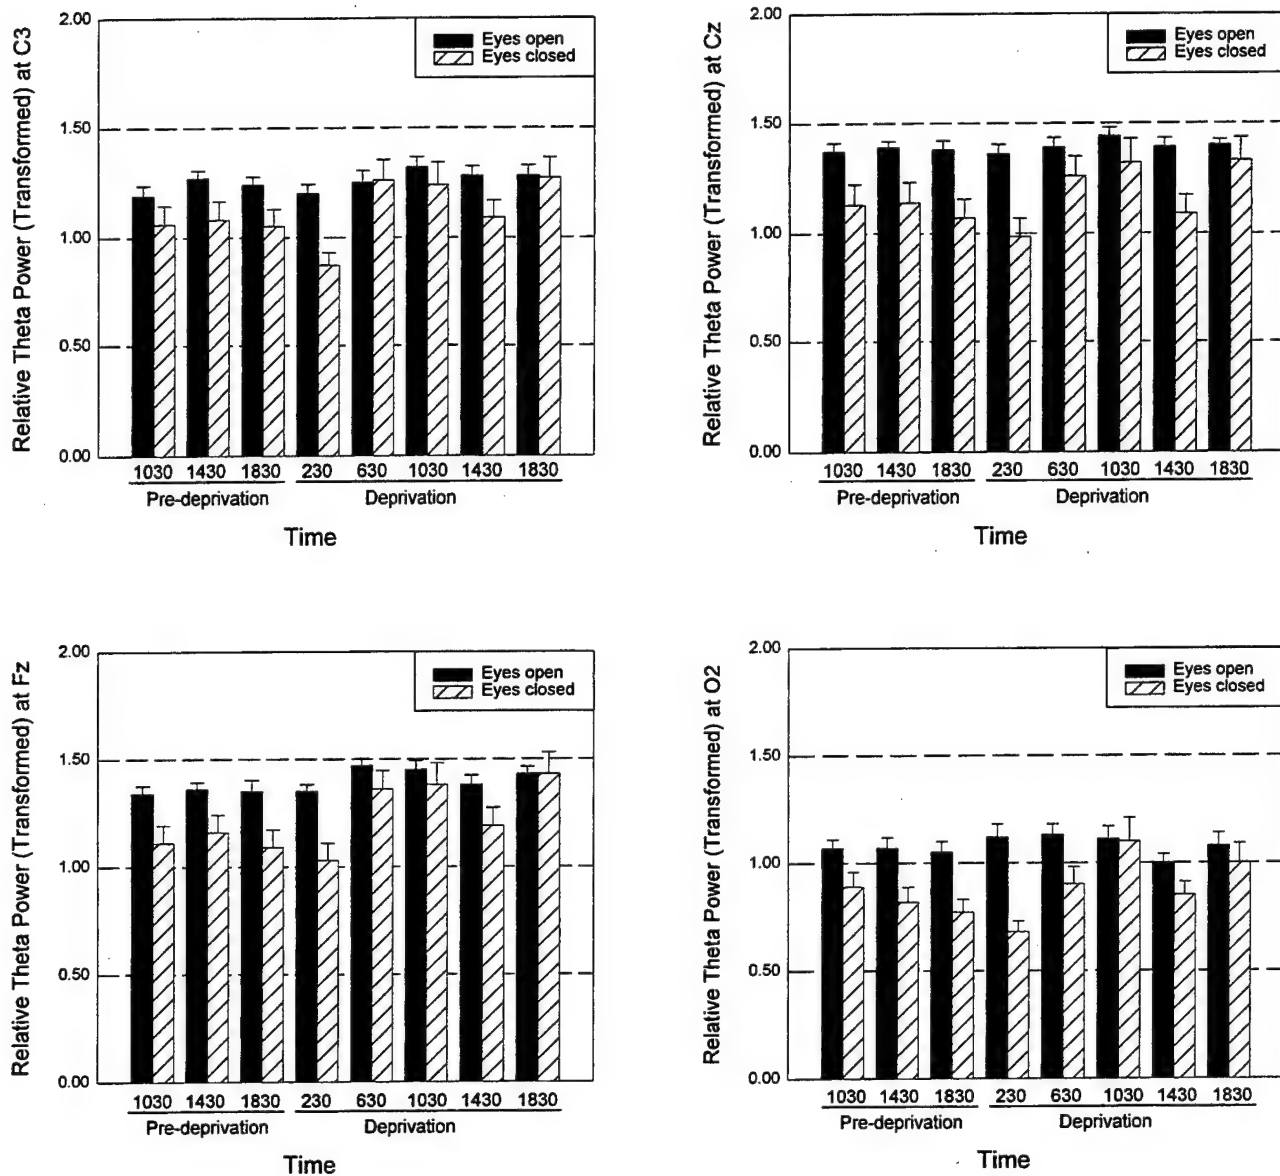 Relative Theta Power (Transformed) at C3
2.00
1.50
1.00
0.50
0.00
Eyes open
Eyes closed
1030 1430 1830 230 630 1030 1430 1830
Pre-deprivation Deprivation
Time
Relative Theta Power (Transformed) at Cz
2.00
1.50
1.00
0.50
0.00
Eyes open
Eyes closed
1030 1430 1830 230 630 1030 1430 1830
Pre-deprivation Deprivation
Time
Relative Theta Power (Transformed) at Fz
2.00
1.50
1.00
0.50
0.00
Eyes open
Eyes closed
1030 1430 1830 230 630 1030 1430 1830
Pre-deprivation Deprivation
Time
Relative Theta Power (Transformed) at O2
2.00
1.50
1.00
0.50
0.00
Eyes open
Eyes closed
1030 1430 1830 230 630 1030 1430 1830
Pre-deprivation Deprivation
Time